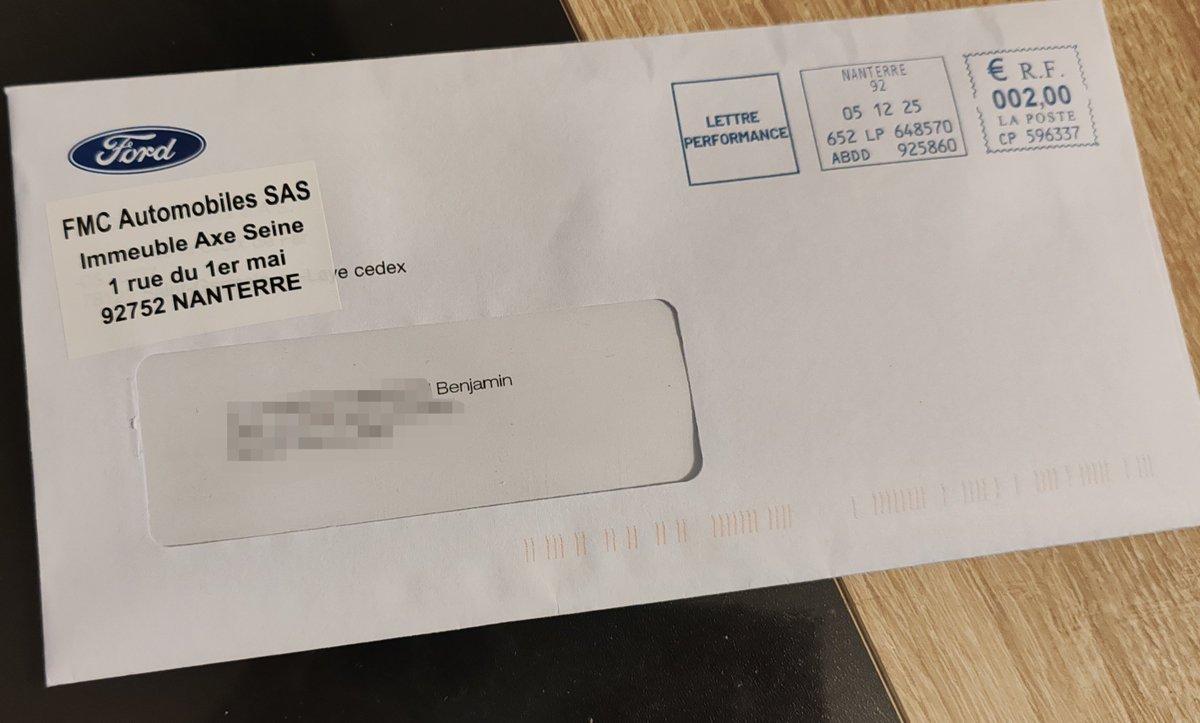 Ford
FMC Automobiles SAS
Immeuble Axe Seine
1 rue du 1er mai
92752 NANTERRE
cedex
Benjamin
LETTRE
PERFORMANCE
NANTERRE
92
05 12 25
652 LP 648570
ABDD 925860
€ R.F.
002,00
LA POSTE
CP 596337